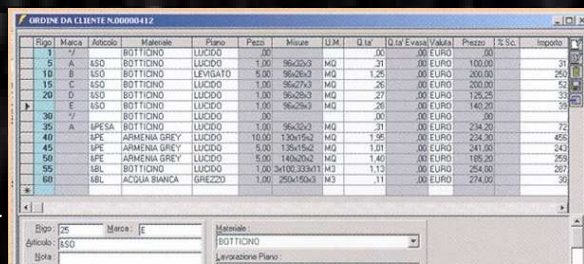 ORDINE DA CLIENTE N.00000412
Rigo Marca Articolo Materiale Piano Pezzi Misure U.M. Q.ta' Q.ta' Evasa Valuta Prezzo % Sc. Importo
1 */ BOTTICINO LUCIDO ,00 ,00 ,00 EURO ,00
5 A &SO BOTTICINO LUCIDO 1,00 96x32x3 MQ ,31 ,00 EURO 100,00 31
10 B &SO BOTTICINO LEVIGATO 5,00 96x26x3 MQ 1,25 ,00 EURO 200,00 250
15 C &SO BOTTICINO LUCIDO 1,00 96x27x3 MQ ,26 ,00 EURO 200,00 52
20 D &SO BOTTICINO LUCIDO 1,00 96x28x3 MQ ,27 ,00 EURO 125,25 33
E &SO BOTTICINO LUCIDO 1,00 96x29x3 MQ ,28 ,00 EURO 140,20 39
30 */ BOTTICINO LUCIDO ,00 ,00 ,00 EURO ,00
35 A &PESA BOTTICINO LUCIDO 1,00 96x32x3 MQ ,31 ,00 EURO 234,20 72
40 &PE ARMENIA GREY LUCIDO 10,00 130x15x2 MQ 1,95 ,00 EURO 234,30 456
45 &PE ARMENIA GREY LUCIDO 5,00 135x15x2 MQ 1,01 ,00 EURO 241,00 243
50 &PE ARMENIA GREY LUCIDO 5,00 140x20x2 MQ 1,40 ,00 EURO 185,20 259
55 &BL BOTTICINO LUCIDO 1,00 3x100,333x11 M3 1,13 ,00 EURO 254,00 287
60 &BL ACQUA BIANCA GREZZO 1,00 250x150x3 M3 ,11 ,00 EURO 274,00 30
Rigo : 25 Marca : E Materiale :
Articolo : &SO BOTTICINO
Nota : Lavorazione Piano :